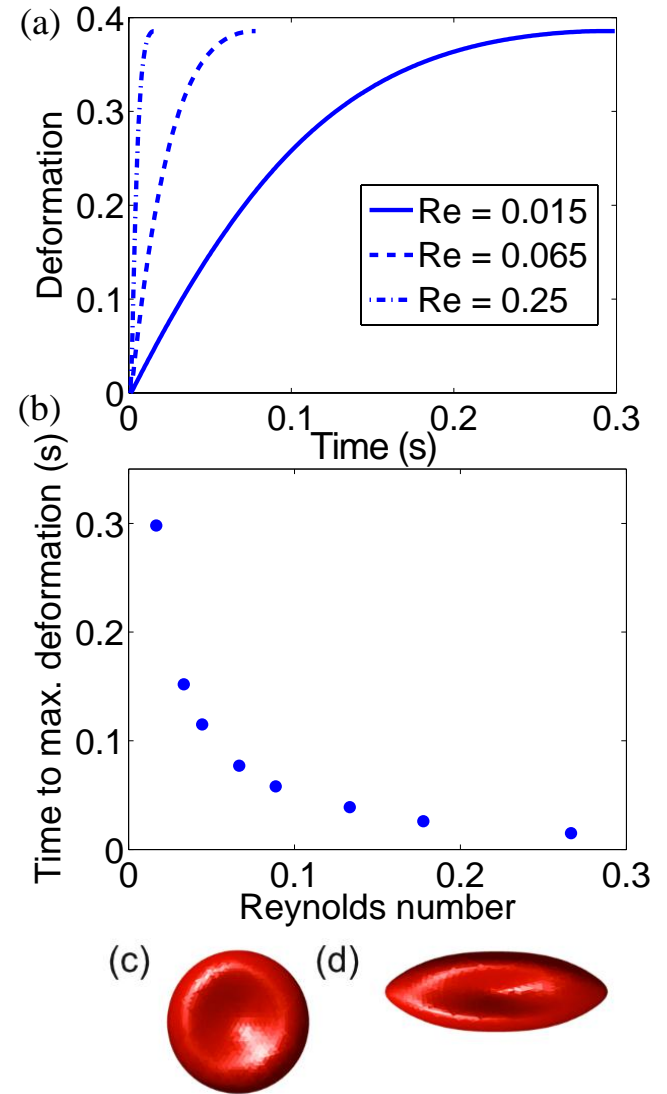 (a)
0.4
0.3
0.2
0.1
0
Deformation
Re = 0.015
Re = 0.065
Re = 0.25
0 0.1 0.2 0.3
Time (s)
(b)
0.3
0.2
0.1
0
Time to max. deformation (s)
0 0.1 0.2 0.3
Reynolds number
(c) (d)